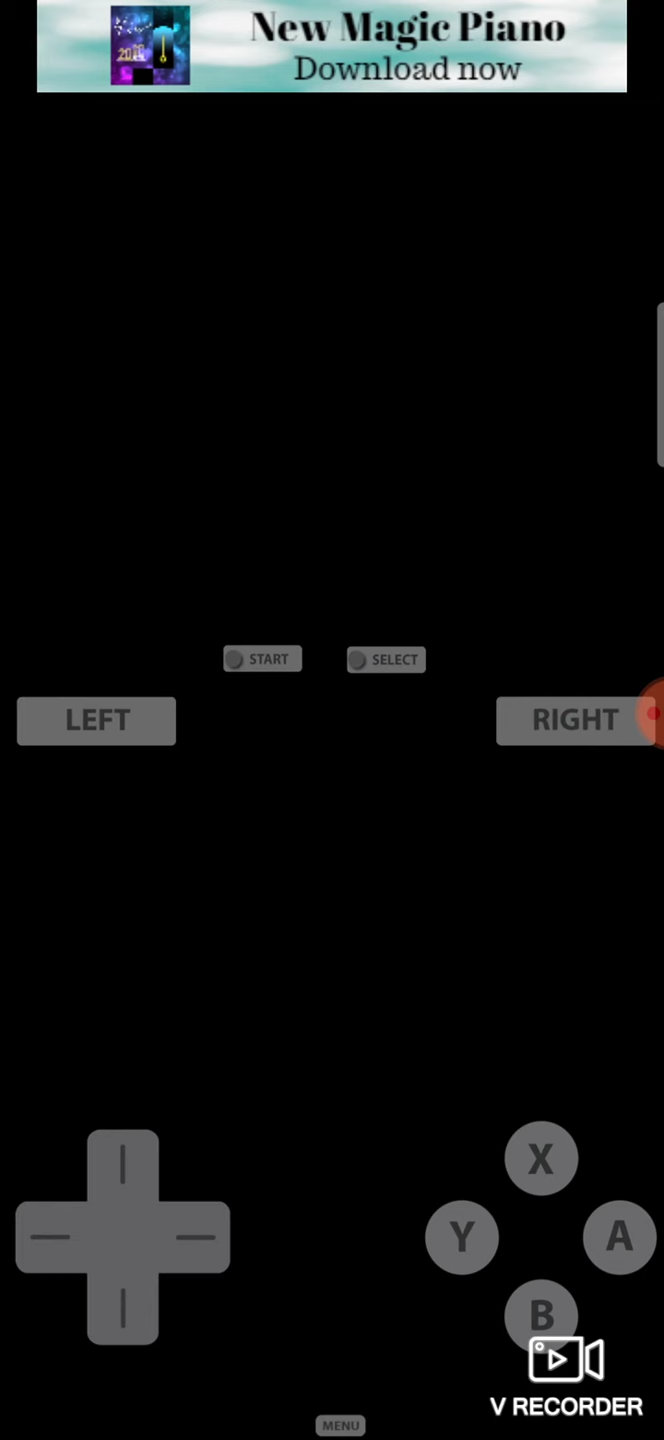 New Magic Piano
Download now
START
SELECT
LEFT
RIGHT
X
Y
A
B
V RECORDER
MENU